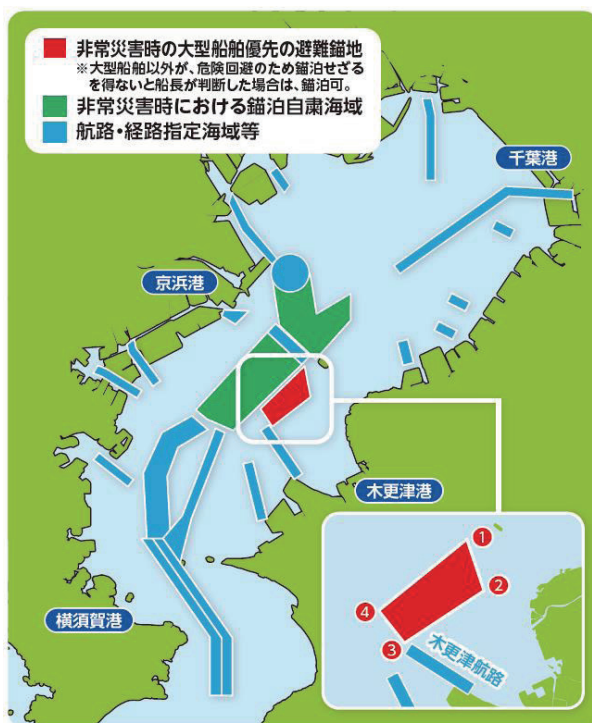 非常災害時の大型船舶優先の避難錨地
※大型船舶以外が、危険回避のため錨泊せざる
を得ないと船長が判断した場合は、錨泊可。
非常災害時における錨泊自粛海域
航路・経路指定海域等
千葉港
京浜港
木更津港
横須賀港
1
2
3
4
木更津航路